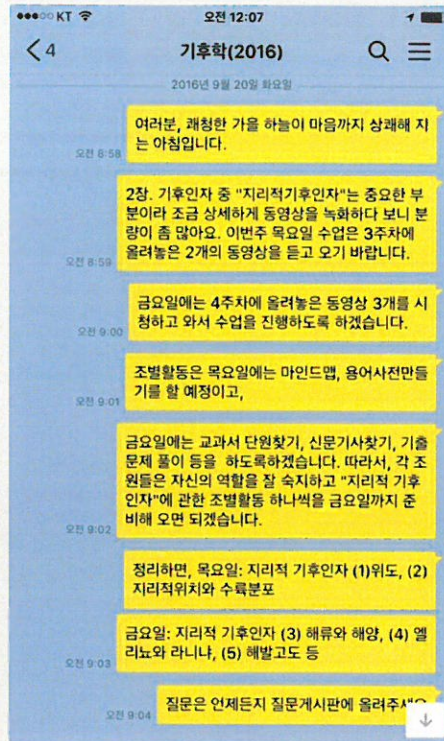 KT 오전 12:07
4 기후학(2016)
2016년 9월 20일 화요일
여러분, 쾌청한 가을 하늘이 마음까지 상쾌해 지
는 아침입니다.
오전 8:58
2장. 기후인자 중 "지리적기후인자"는 중요한 부
분이라 조금 상세하게 동영상을 녹화하다 보니 분
량이 좀 많아요. 이번주 목요일 수업은 3주차에
올려놓은 2개의 동영상을 듣고 오기 바랍니다.
오전 8:59
금요일에는 4주차에 올려놓은 동영상 3개를 시
청하고 와서 수업을 진행하도록 하겠습니다.
오전 9:00
조별활동은 목요일에는 마인드맵, 용어사전만들
기를 할 예정이고,
오전 9:01
금요일에는 교과서 단원찾기, 신문기사찾기, 기출
문제 풀이 등을 하도록하겠습니다. 따라서, 각 조
원들은 자신의 역할을 잘 숙지하고 "지리적 기후
인자"에 관한 조별활동 하나씩을 금요일까지 준
비해 오면 되겠습니다.
오전 9:02
정리하면, 목요일: 지리적 기후인자 (1)위도, (2)
지리적위치와 수륙분포
금요일: 지리적 기후인자 (3) 해류와 해양, (4) 엘
리뇨와 라니냐, (5) 해발고도 등
오전 9:03
질문은 언제든지 질문게시판에 올려주세요
오전 9:04